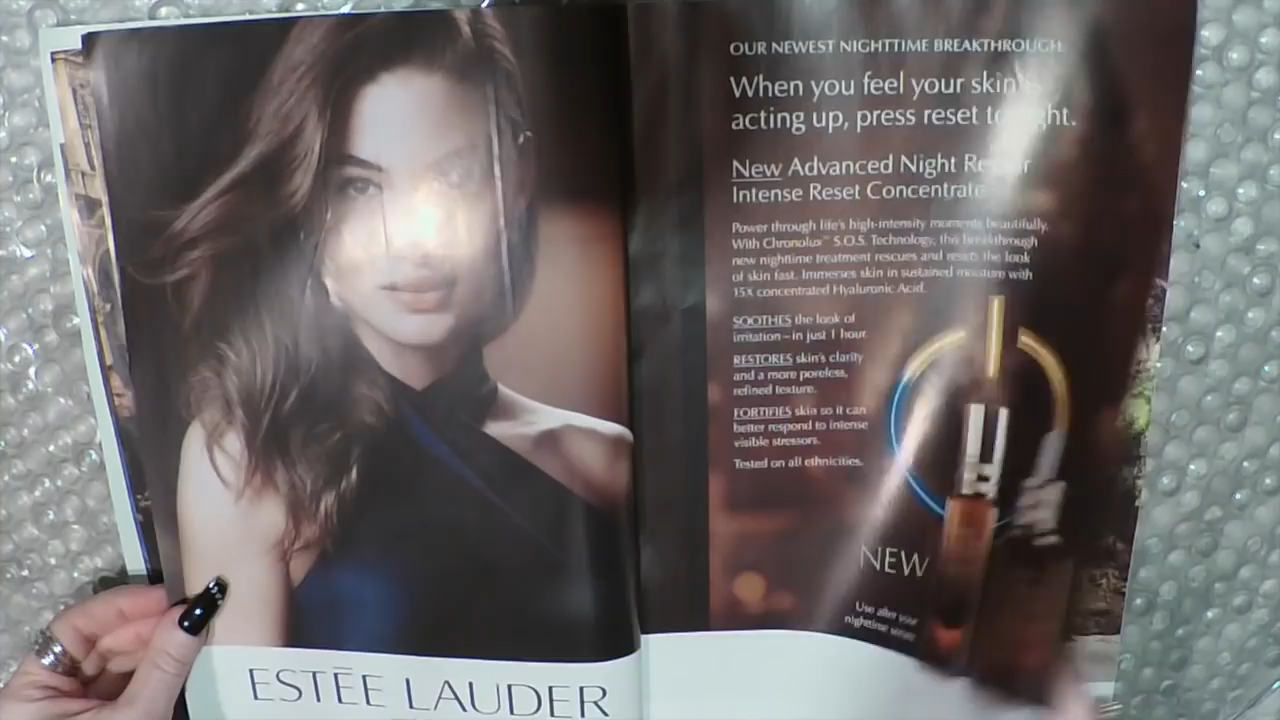 OUR NEWEST NIGHTTIME BREAKTHROUGH
When you feel your skin's
acting up, press reset tonight.
New Advanced Night Repair
Intense Reset Concentrate
Power through life's high-intensity moments beautifully.
With Chronolux™ S.O.S. Technology, this breakthrough
new nighttime treatment rescues and resets the look
of skin fast. Immerses skin in sustained moisture with
15X concentrated Hyaluronic Acid.
SOOTHES the look of
irritation—in just 1 hour.
RESTORES skin's clarity
and a more poreless,
refined texture.
FORTIFIES skin so it can
better respond to intense
visible stressors.
Tested on all ethnicities.
NEW
Use after your
nighttime
ESTĒE LAUDER